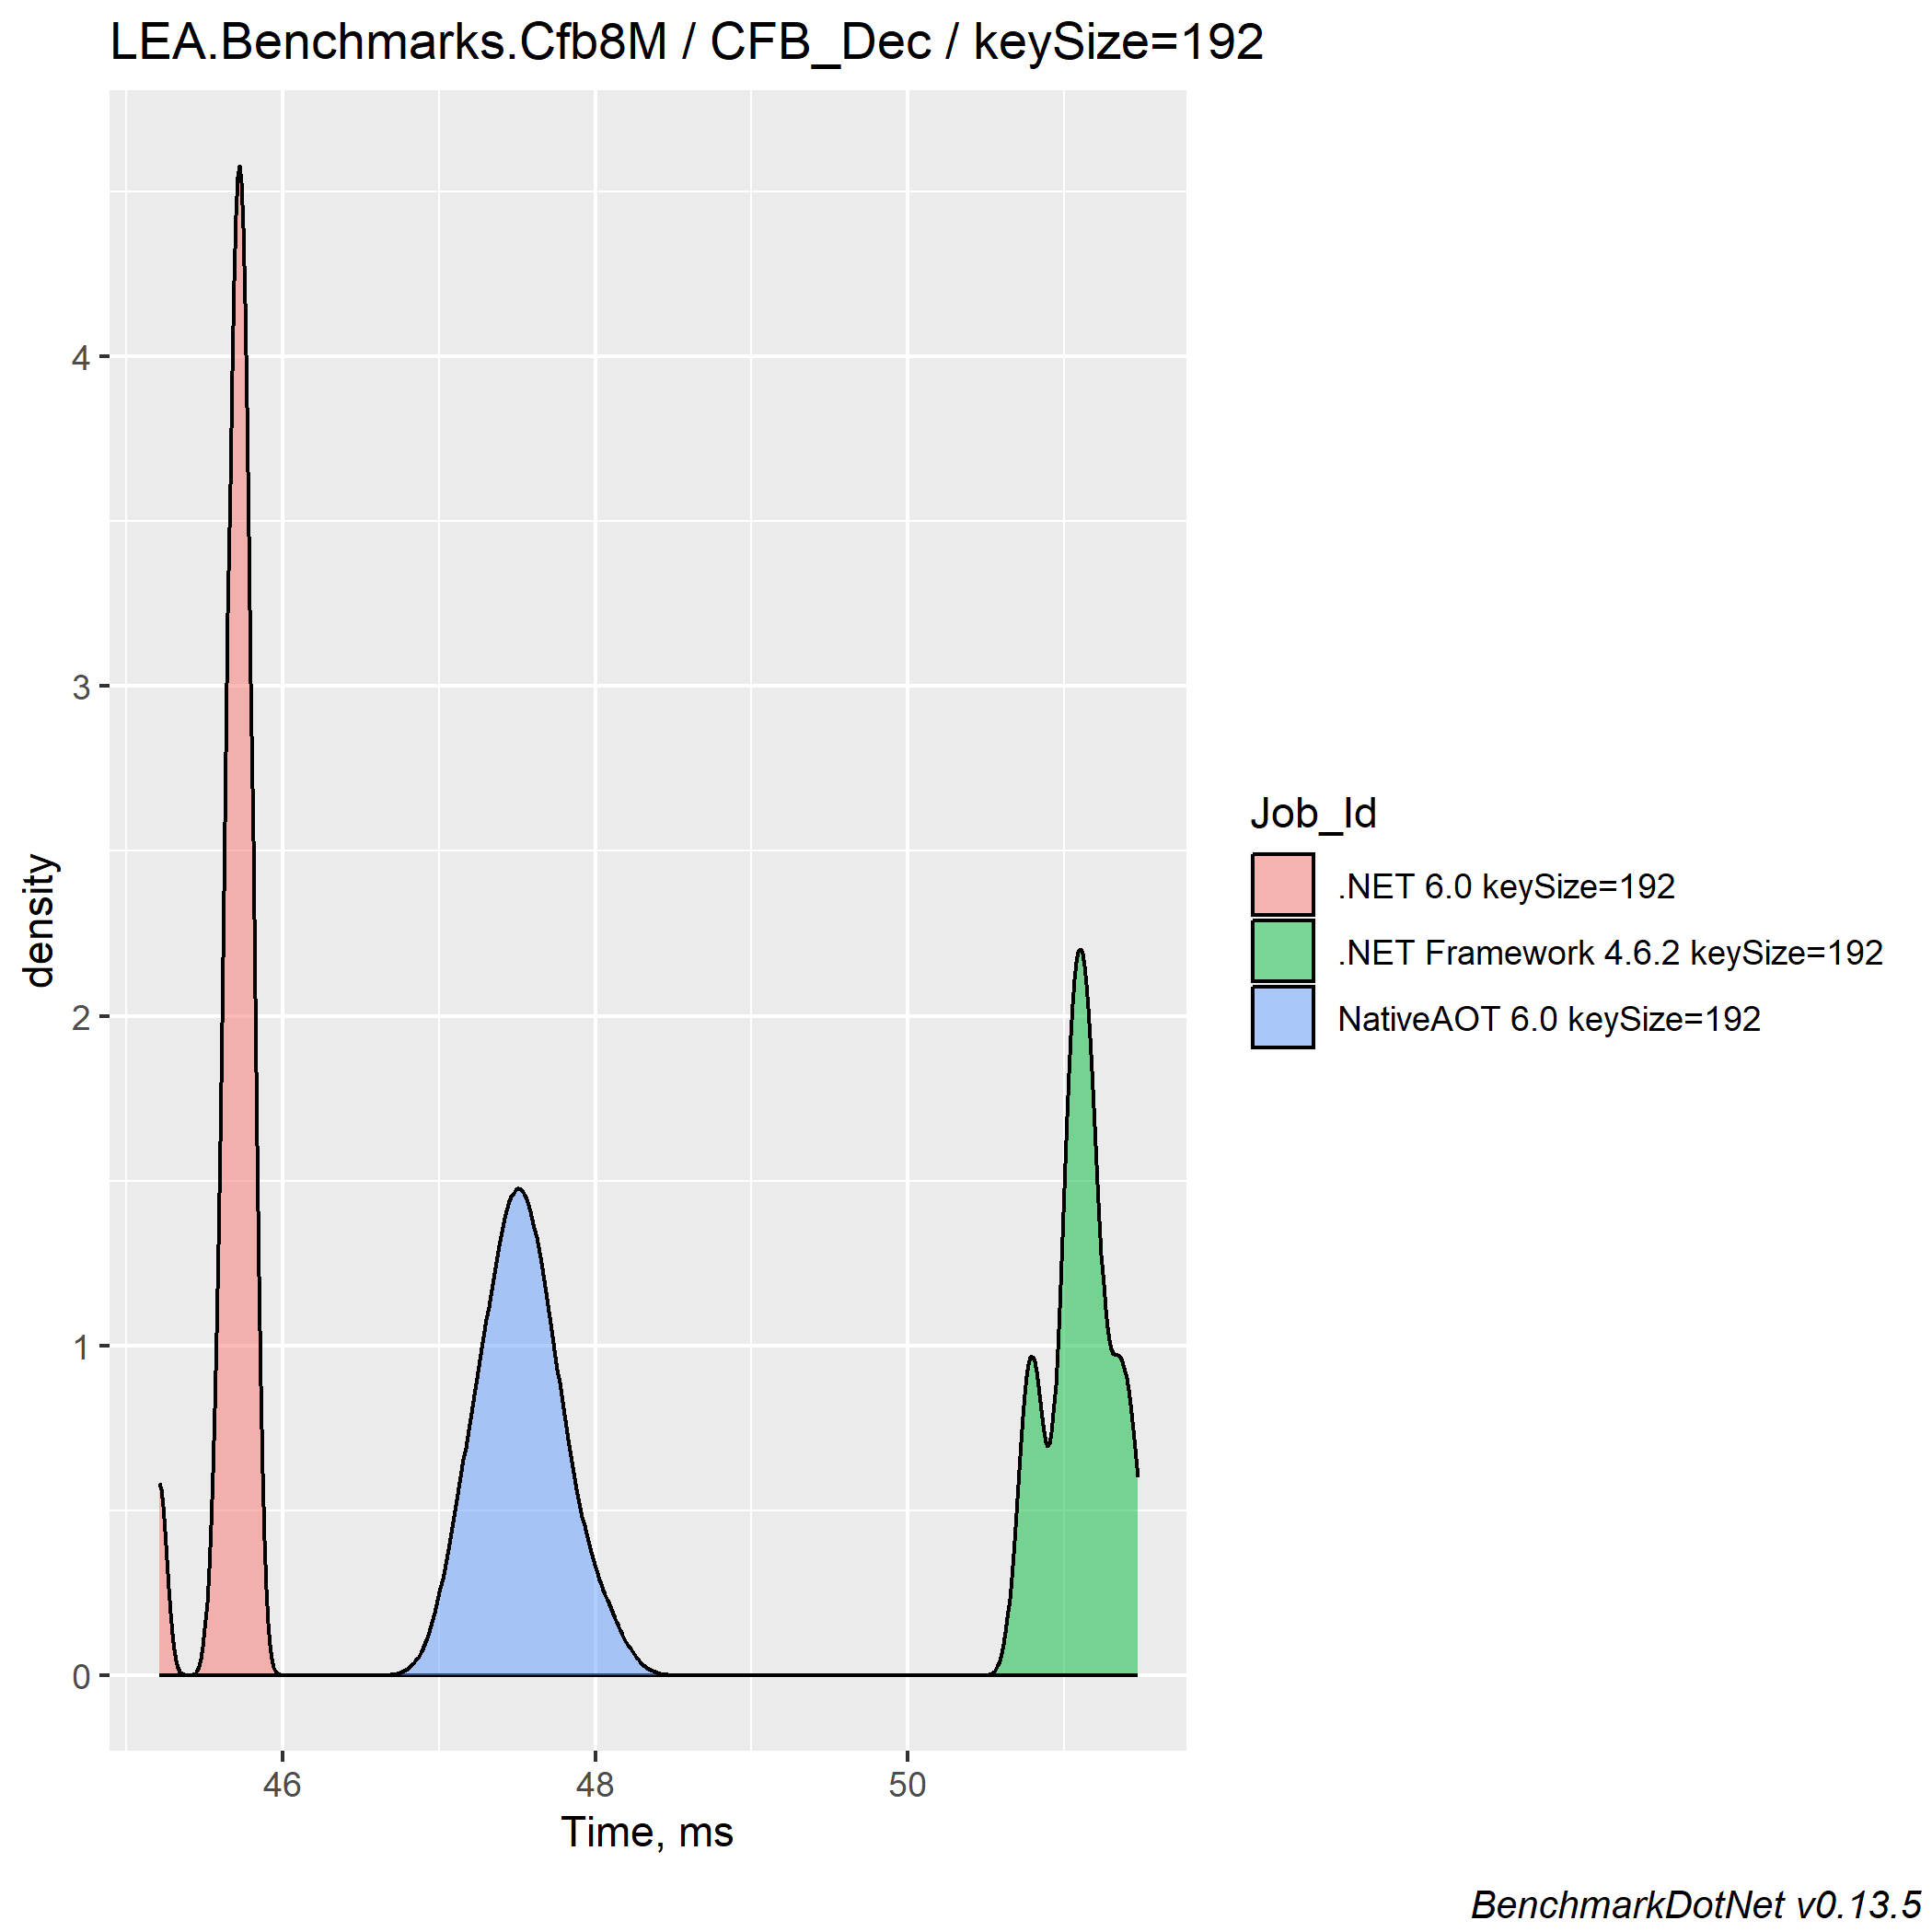 LEA.Benchmarks.Cfb8M / CFB_Dec / keySize=192
4
3
2
1
0
density
46 48 50
Time, ms
Job_Id
.NET 6.0 keySize=192
.NET Framework 4.6.2 keySize=192
NativeAOT 6.0 keySize=192
BenchmarkDotNet v0.13.5